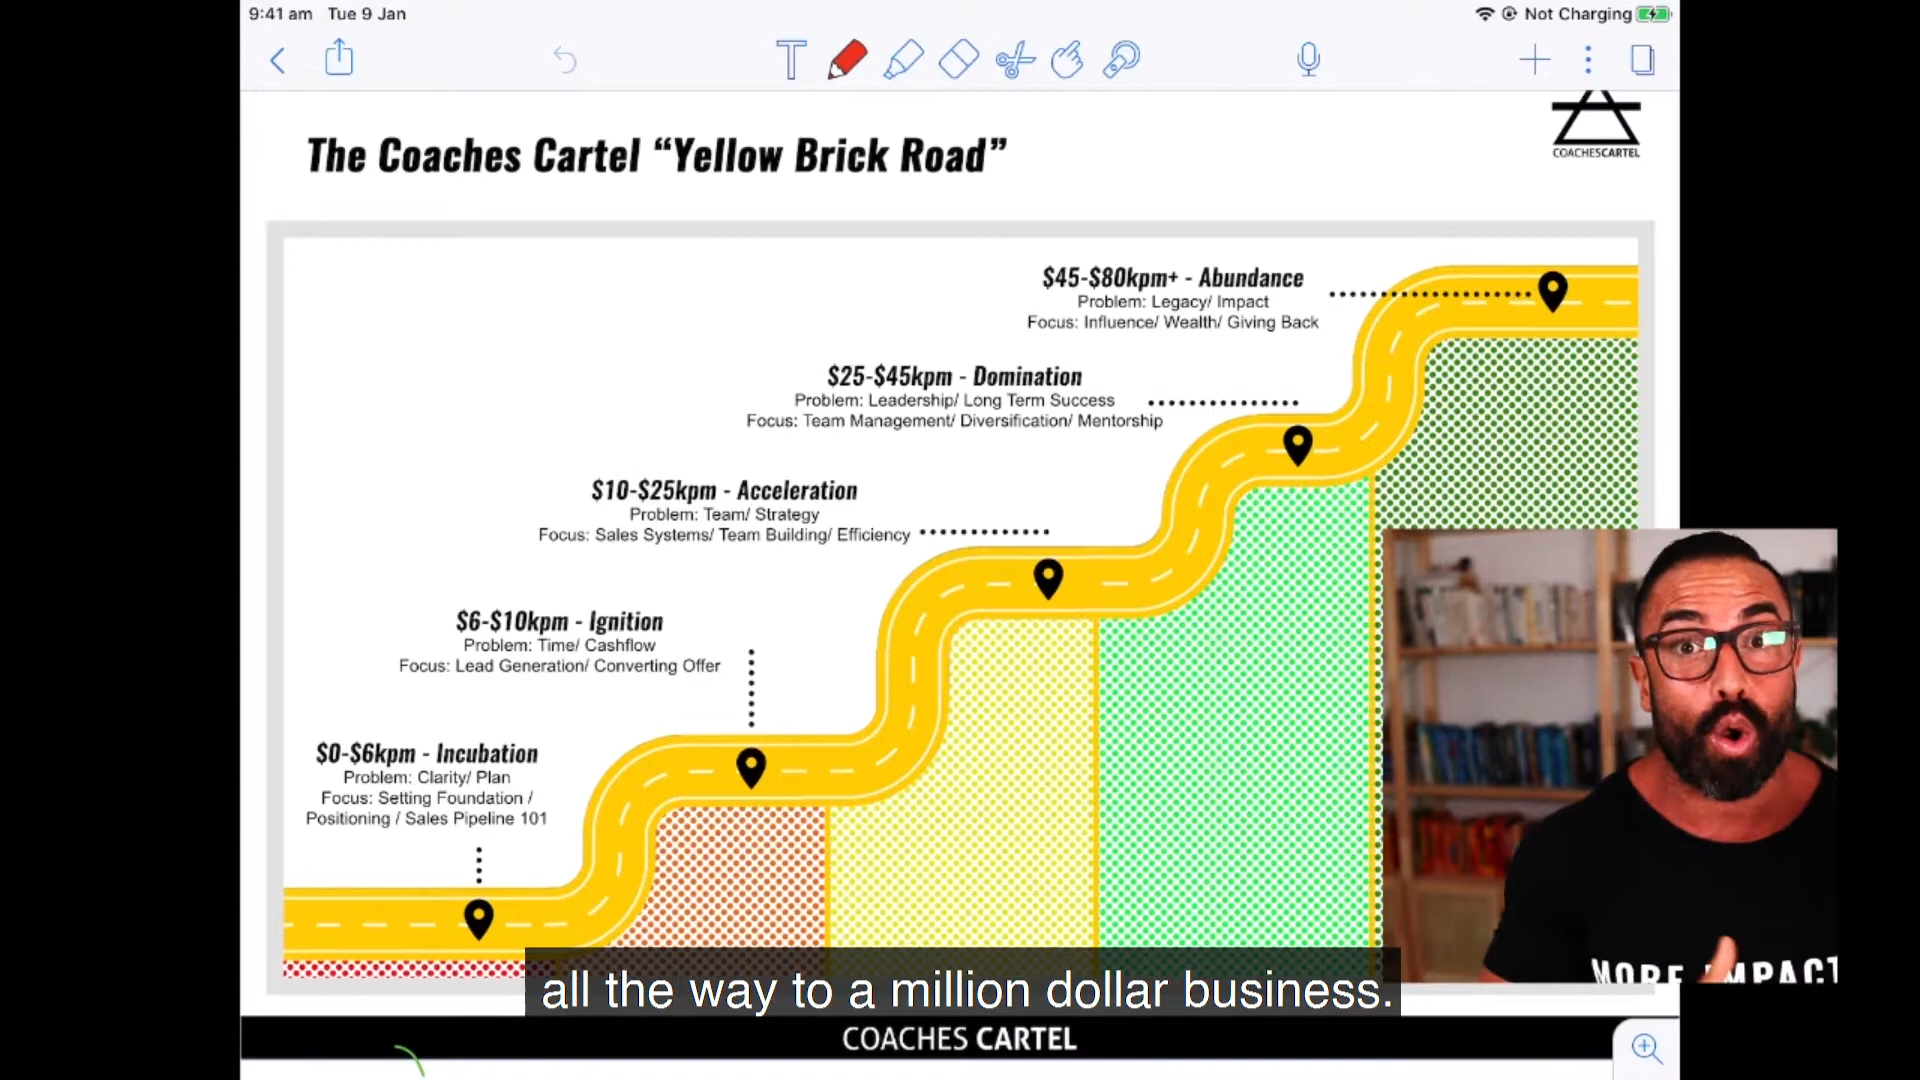 9:41 am Tue 9 Jan
Not Charging
COACHESCARTEL
The Coaches Cartel “Yellow Brick Road”
$45-$80kpm+ - Abundance
Problem: Legacy/ Impact
Focus: Influence/ Wealth/ Giving Back
$25-$45kpm - Domination
Problem: Leadership/ Long Term Success
Focus: Team Management/ Diversification/ Mentorship
$10-$25kpm - Acceleration
Problem: Team/ Strategy
Focus: Sales Systems/ Team Building/ Efficiency
$6-$10kpm - Ignition
Problem: Time/ Cashflow
Focus: Lead Generation/ Converting Offer
$0-$6kpm - Incubation
Problem: Clarity/ Plan
Focus: Setting Foundation /
Positioning / Sales Pipeline 101
MORE IMPACT
all the way to a million dollar business.
COACHES CARTEL